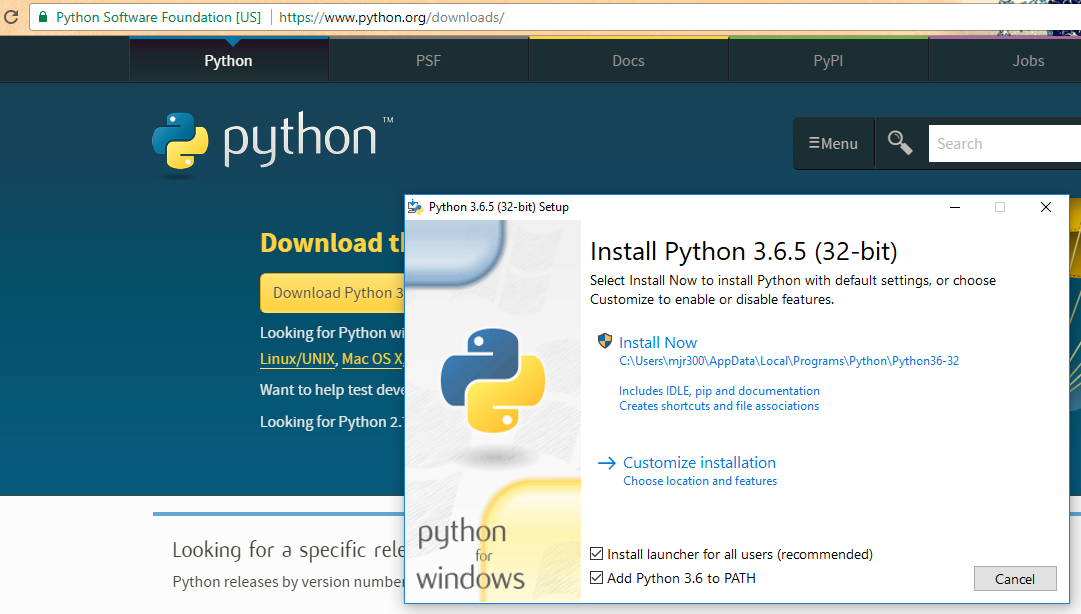 Python Software Foundation [US] https://www.python.org/downloads/
Python PSF Docs PyPI Jobs
python™
☰Menu Search
Python 3.6.5 (32-bit) Setup
Download
Download Python 3
Looking for Python
Linux/UNIX, Mac OS X,
Want to help test
Looking for Python 2.
Install Python 3.6.5 (32-bit)
Select Install Now to install Python with default settings, or choose
Customize to enable or disable features.
Install Now
C:\Users\mjr300\AppData\Local\Programs\Python\Python36-32
Includes IDLE, pip and documentation
Creates shortcuts and file associations
Customize installation
Choose location and features
python
for
windows
Install launcher for all users (recommended)
Add Python 3.6 to PATH
Cancel
Looking for a specific
Python releases by version